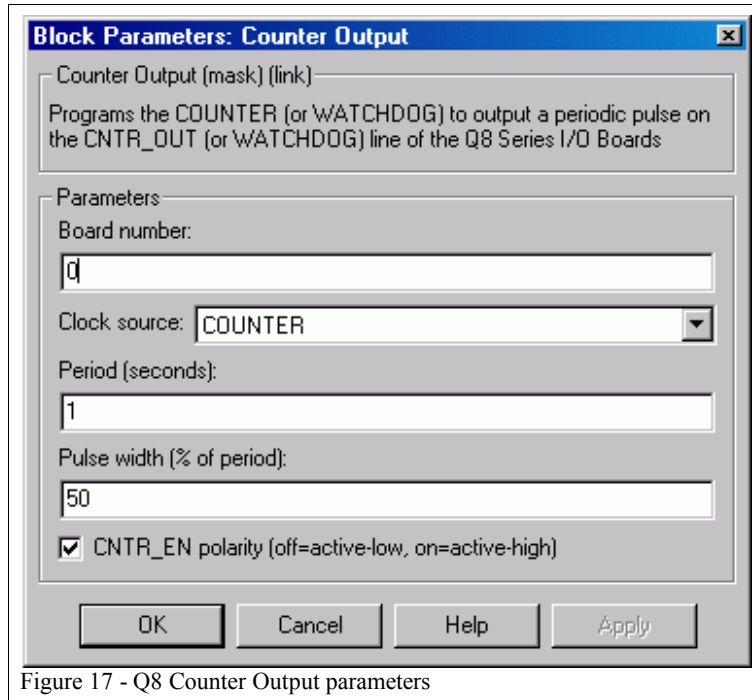 Block Parameters: Counter Output
Counter Output (mask) (link)
Programs the COUNTER (or WATCHDOG) to output a periodic pulse on
the CNTR_OUT (or WATCHDOG) line of the Q8 Series I/O Boards
Parameters
Board number:
0
Clock source: COUNTER
Period (seconds):
1
Pulse width (% of period):
50
CNTR_EN polarity (off=active-low, on=active-high)
OK Cancel Help Apply
Figure 17 - Q8 Counter Output parameters